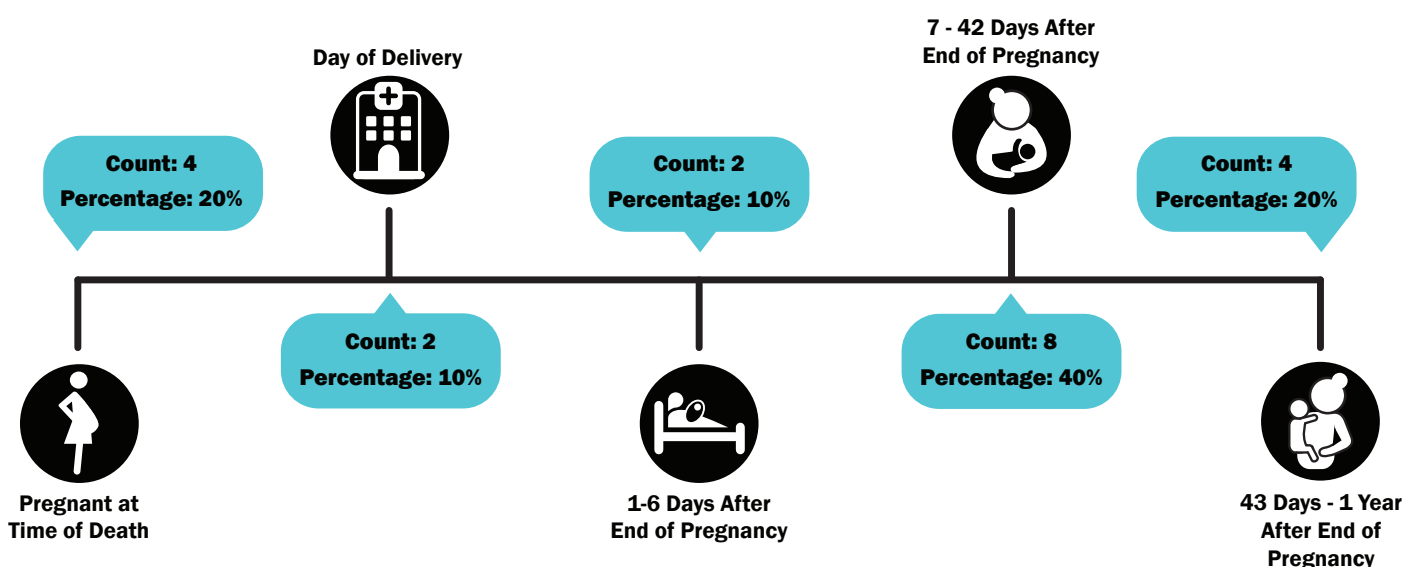 Pregnant at
Time of Death
Count: 4
Percentage: 20%
Day of Delivery
Count: 2
Percentage: 10%
1-6 Days After
End of Pregnancy
Count: 2
Percentage: 10%
7 - 42 Days After
End of Pregnancy
Count: 8
Percentage: 40%
43 Days - 1 Year
After End of
Pregnancy
Count: 4
Percentage: 20%